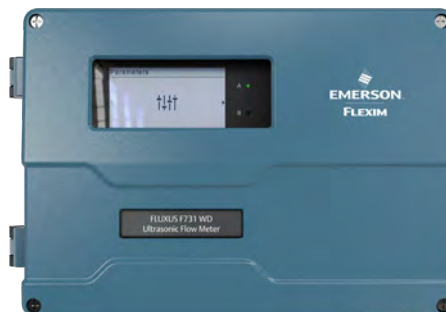 Parameters
A
B
EMERSON
FLEXIM
FLUXUS F731 WD
Ultrasonic Flow Meter